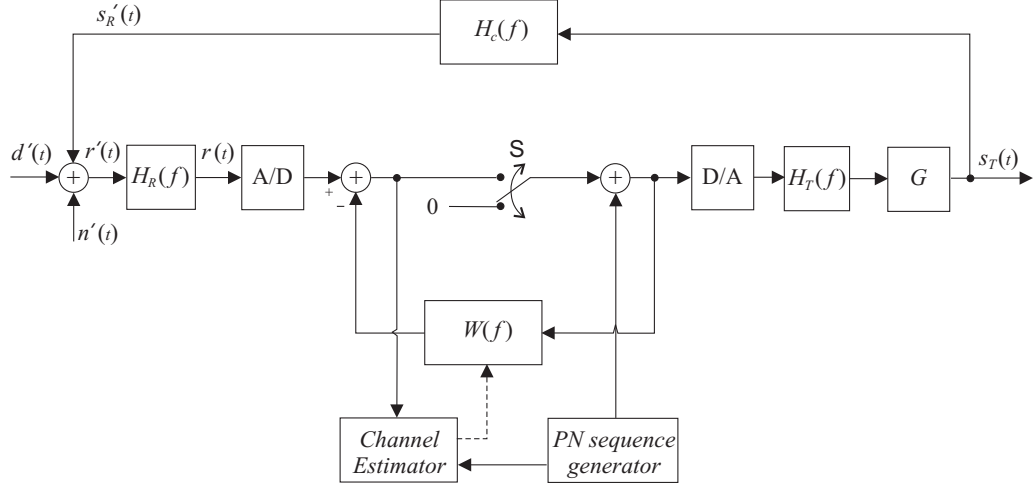 s_R′(t)
H_c(f)
d′(t)
r′(t)
H_R(f)
r(t)
A/D
S
D/A
H_T(f)
G
s_T(t)
+
+
+
+
−
0
n′(t)
W(f)
Channel
Estimator
PN sequence
generator